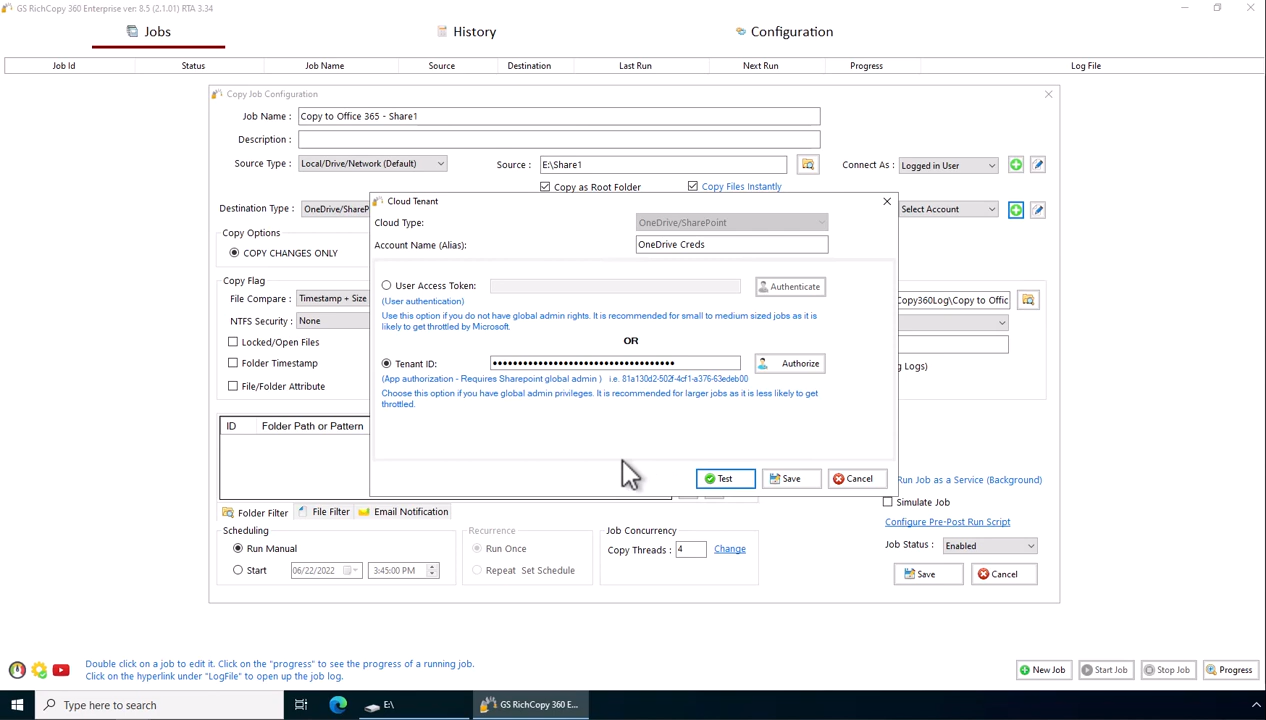 GS RichCopy 360 Enterprise ver: 8.5 (2.1.01) RTA 3.34
Jobs
History
Configuration
Job Id
Status
Job Name
Source
Destination
Last Run
Next Run
Progress
Log File
Copy Job Configuration
Job Name :
Copy to Office 365 - Share1
Description :
Source Type :
Local/Drive/Network (Default)
Source :
E:\Share1
Connect As :
Logged in User
Copy as Root Folder
Copy Files Instantly
Destination Type :
Select Account
Cloud Tenant
Cloud Type:
OneDrive/SharePoint
Account Name (Alias):
OneDrive Creds
User Access Token:
Authenticate
(User authentication)
Use this option if you do not have global admin rights. It is recommended for small to medium sized jobs as it is
likely to get throttled by Microsoft.
OR
Tenant ID:
Authorize
(App authorization - Requires Sharepoint global admin ) i.e. 81a130d2-502f-4cf1-a376-63edeb00
Choose this option if you have global admin privileges. It is recommended for larger jobs as it is less likely to get
throttled.
Test
Save
Cancel
Copy Options
COPY CHANGES ONLY
Copy Flag
File Compare :
Timestamp + Size
NTFS Security :
None
Locked/Open Files
Folder Timestamp
File/Folder Attribute
Copy360Log\Copy to Offic
g Logs)
ID
Folder Path or Pattern
Folder Filter
File Filter
Email Notification
Run Job as a Service (Background)
Simulate Job
Configure Pre-Post Run Script
Job Status :
Enabled
Scheduling
Run Manual
Start
06/22/2022
3:45:00 PM
Recurrence
Run Once
Repeat
Set Schedule
Job Concurrency
Copy Threads :
4
Change
Save
Cancel
Double click on a job to edit it. Click on the "progress" to see the progress of a running job.
Click on the hyperlink under "LogFile" to open up the job log.
New Job
Start Job
Stop Job
Progress
Type here to search
E:\
GS RichCopy 360 E...